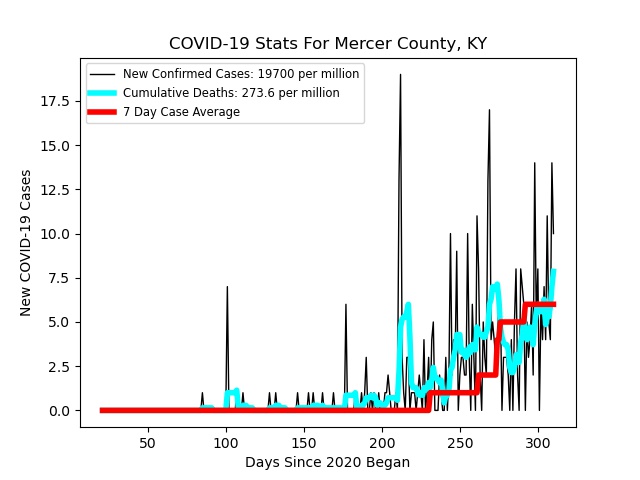 COVID-19 Stats For Mercer County, KY
New Confirmed Cases: 19700 per million
Cumulative Deaths: 273.6 per million
7 Day Case Average
New COVID-19 Cases
17.5
15.0
12.5
10.0
7.5
5.0
2.5
0.0
50 100 150 200 250 300
Days Since 2020 Began